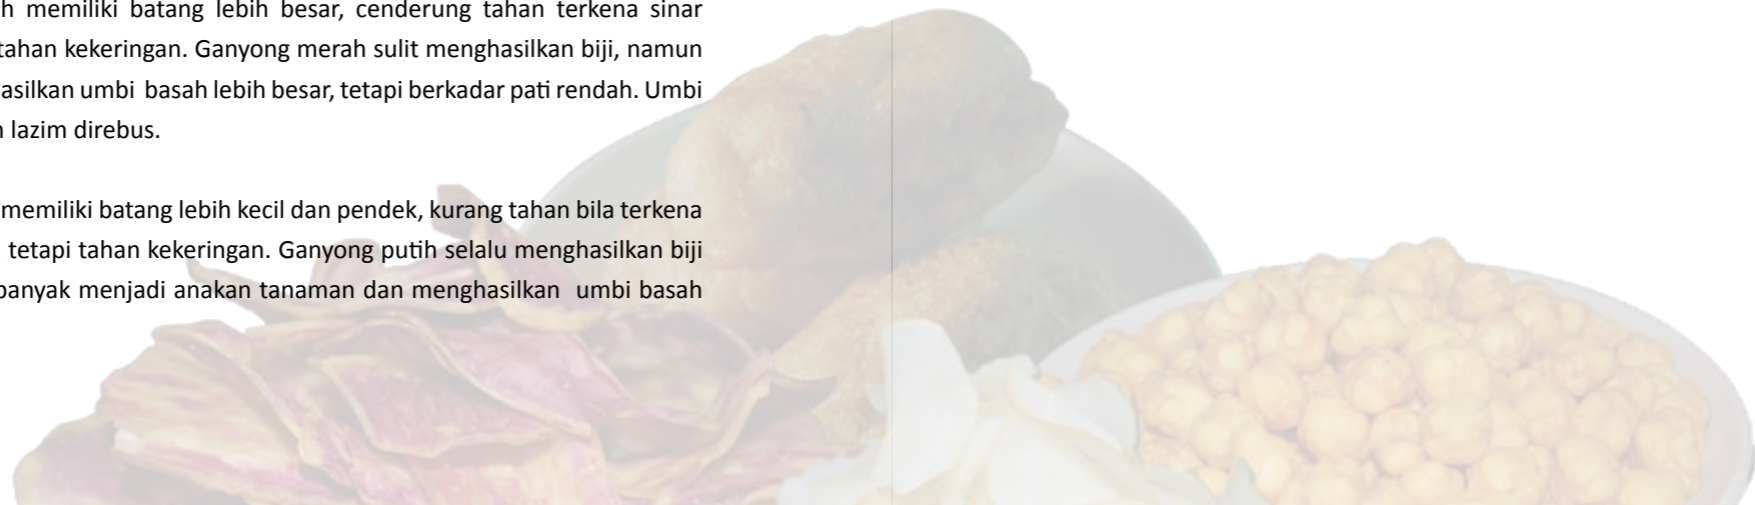 h memiliki batang lebih besar, cenderung tahan terkena sinar
tahan kekeringan. Ganyong merah sulit menghasilkan biji, namun
asilkan umbi basah lebih besar, tetapi berkadar pati rendah. Umbi
n lazim direbus.
memiliki batang lebih kecil dan pendek, kurang tahan bila terkena
tetapi tahan kekeringan. Ganyong putih selalu menghasilkan biji
banyak menjadi anakan tanaman dan menghasilkan umbi basah